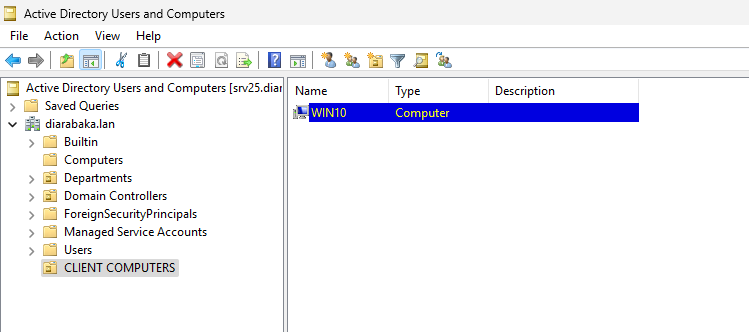 Active Directory Users and Computers
File Action View Help
Active Directory Users and Computers [srv25.diar
Saved Queries
diarabaka.lan
Builtin
Computers
Departments
Domain Controllers
ForeignSecurityPrincipals
Managed Service Accounts
Users
CLIENT COMPUTERS
Name Type Description
WIN10 Computer